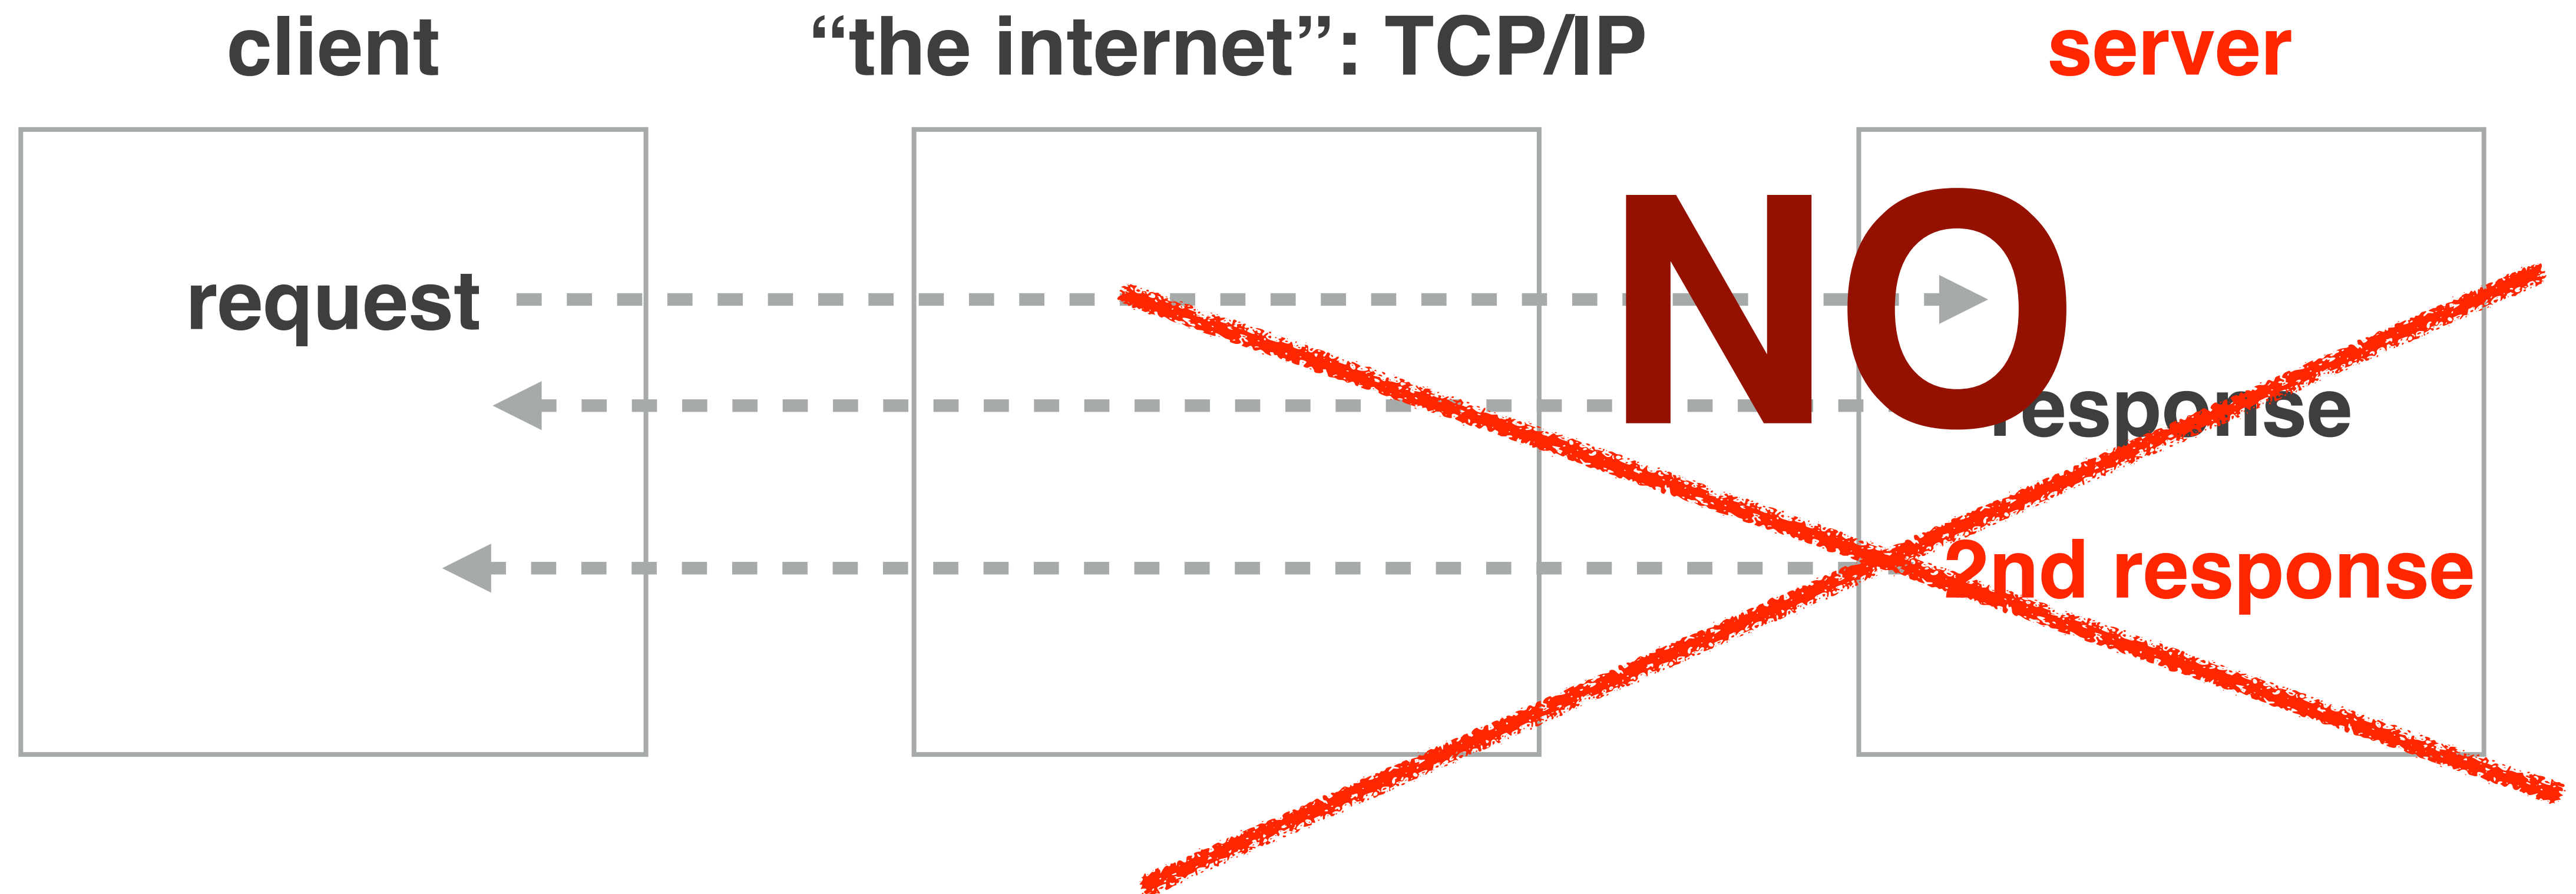 client
“the internet”: TCP/IP
server
request
NO
response
2nd response